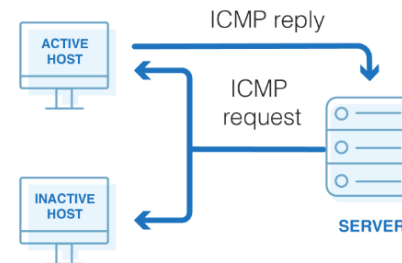 ICMP reply
ACTIVE
HOST
ICMP
request
INACTIVE
HOST
SERVER